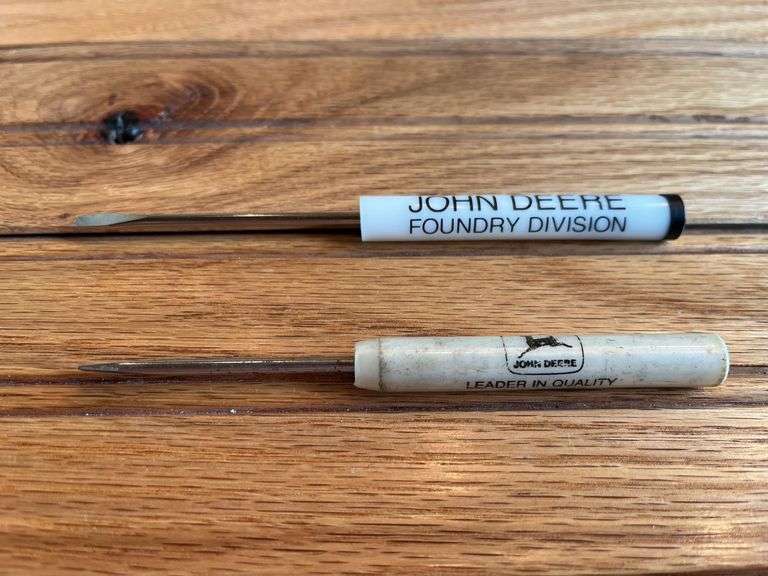 JOHN DEERE
FOUNDRY DIVISION
JOHN DEERE
LEADER IN QUALITY